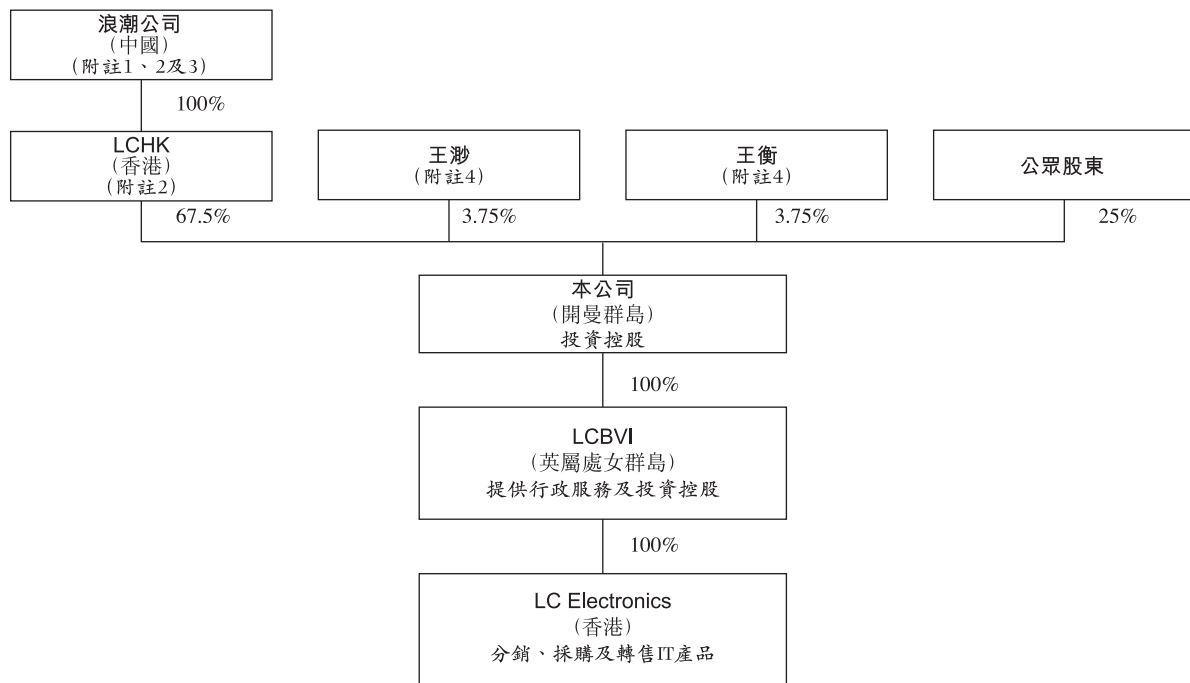 浪潮公司
(中國)
(附註1、2及3)
100%
LCHK
(香港)
(附註2)
王渺
(附註4)
王衡
(附註4)
公眾股東
67.5%
3.75%
3.75%
25%
本公司
(開曼群島)
投資控股
100%
LCBVI
(英屬處女群島)
提供行政服務及投資控股
100%
LC Electronics
(香港)
分銷、採購及轉售IT產品